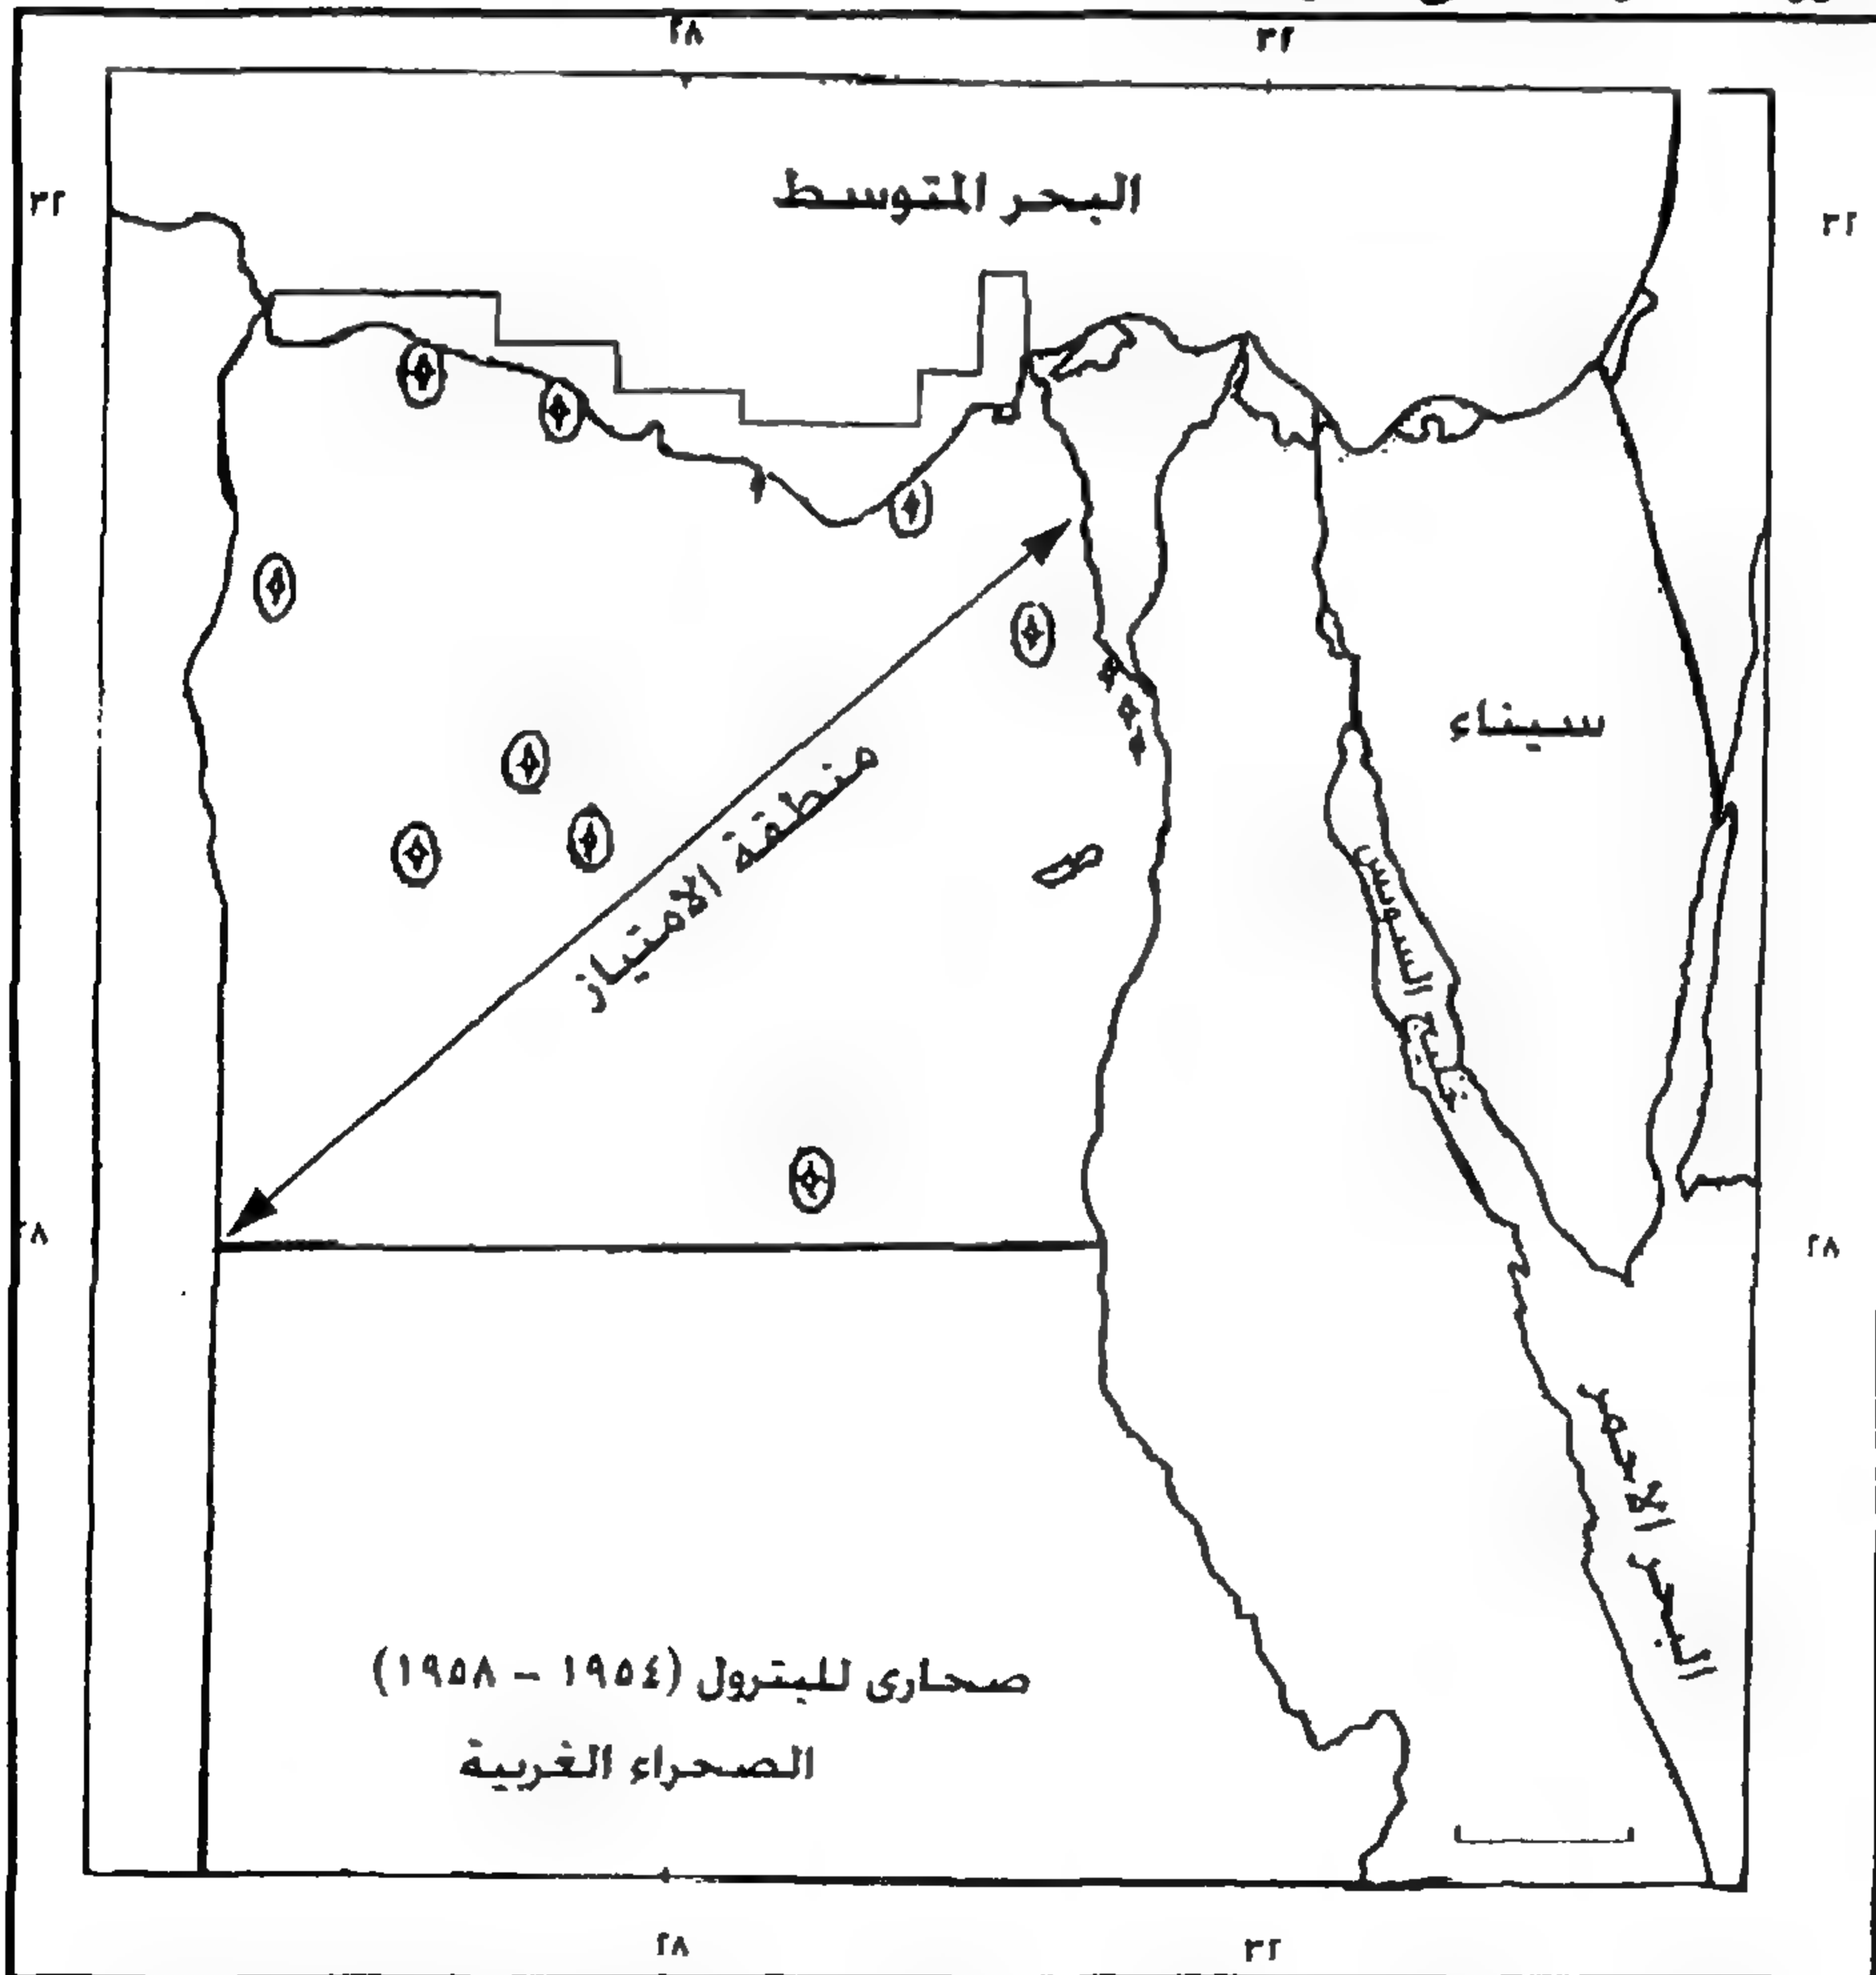 ٢٨ ٣٢
٣٢ ٣٢
البحر المتوسط
سيناء
منطقة الامتياز
خليج السويس
٢٨ ٢٨
البحر الاحمر
صحارى للبترول (١٩٥٤ – ١٩٥٨)
الصحراء الغربية
٢٨ ٣٢